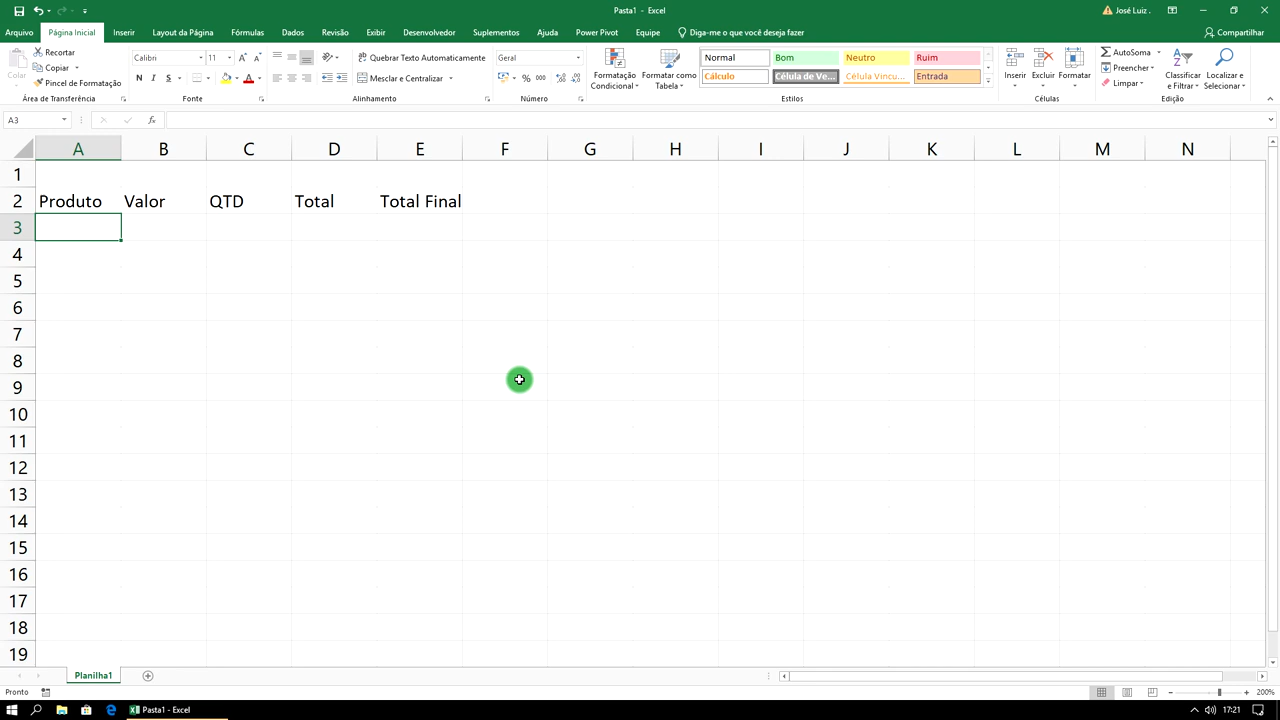 Pasta1 - Excel
José Luiz .
Arquivo Página Inicial Inserir Layout da Página Fórmulas Dados Revisão Exibir Desenvolvedor Suplementos Ajuda Power Pivot Equipe Diga-me o que você deseja fazer Compartilhar
Colar
Recortar
Copiar
Pincel de Formatação
Área de Transferência
Calibri 11
N I S
Fonte
Quebrar Texto Automaticamente
Mesclar e Centralizar
Alinhamento
Geral
% 000
Número
Formatação Condicional
Formatar como Tabela
Normal Bom Neutro Ruim
Cálculo Célula de Ve... Célula Vincu... Entrada
Estilos
Inserir Excluir Formatar
Células
AutoSoma
Preencher
Limpar
Classificar e Filtrar
Localizar e Selecionar
Edição
A3 fx
A B C D E F G H I J K L M N
1
2 Produto Valor QTD Total Total Final
3
4
5
6
7
8
9
10
11
12
13
14
15
16
17
18
19
Planilha1
Pronto 200%
Pasta1 - Excel 17:21